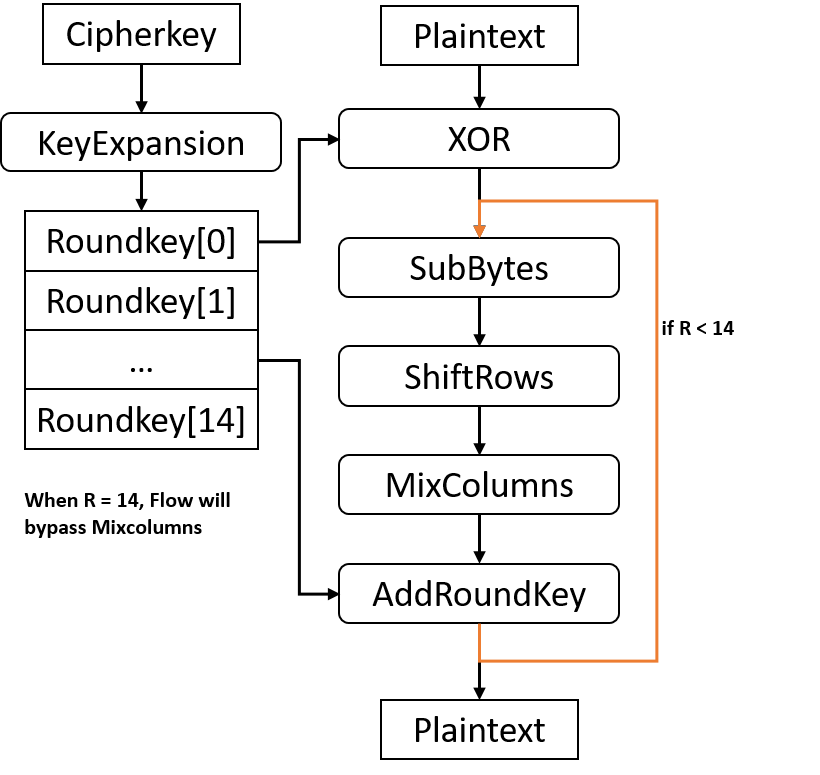 Cipherkey
KeyExpansion
Roundkey[0]
Roundkey[1]
...
Roundkey[14]
When R = 14, Flow will
bypass Mixcolumns
Plaintext
XOR
SubBytes
ShiftRows
MixColumns
AddRoundKey
if R < 14
Plaintext